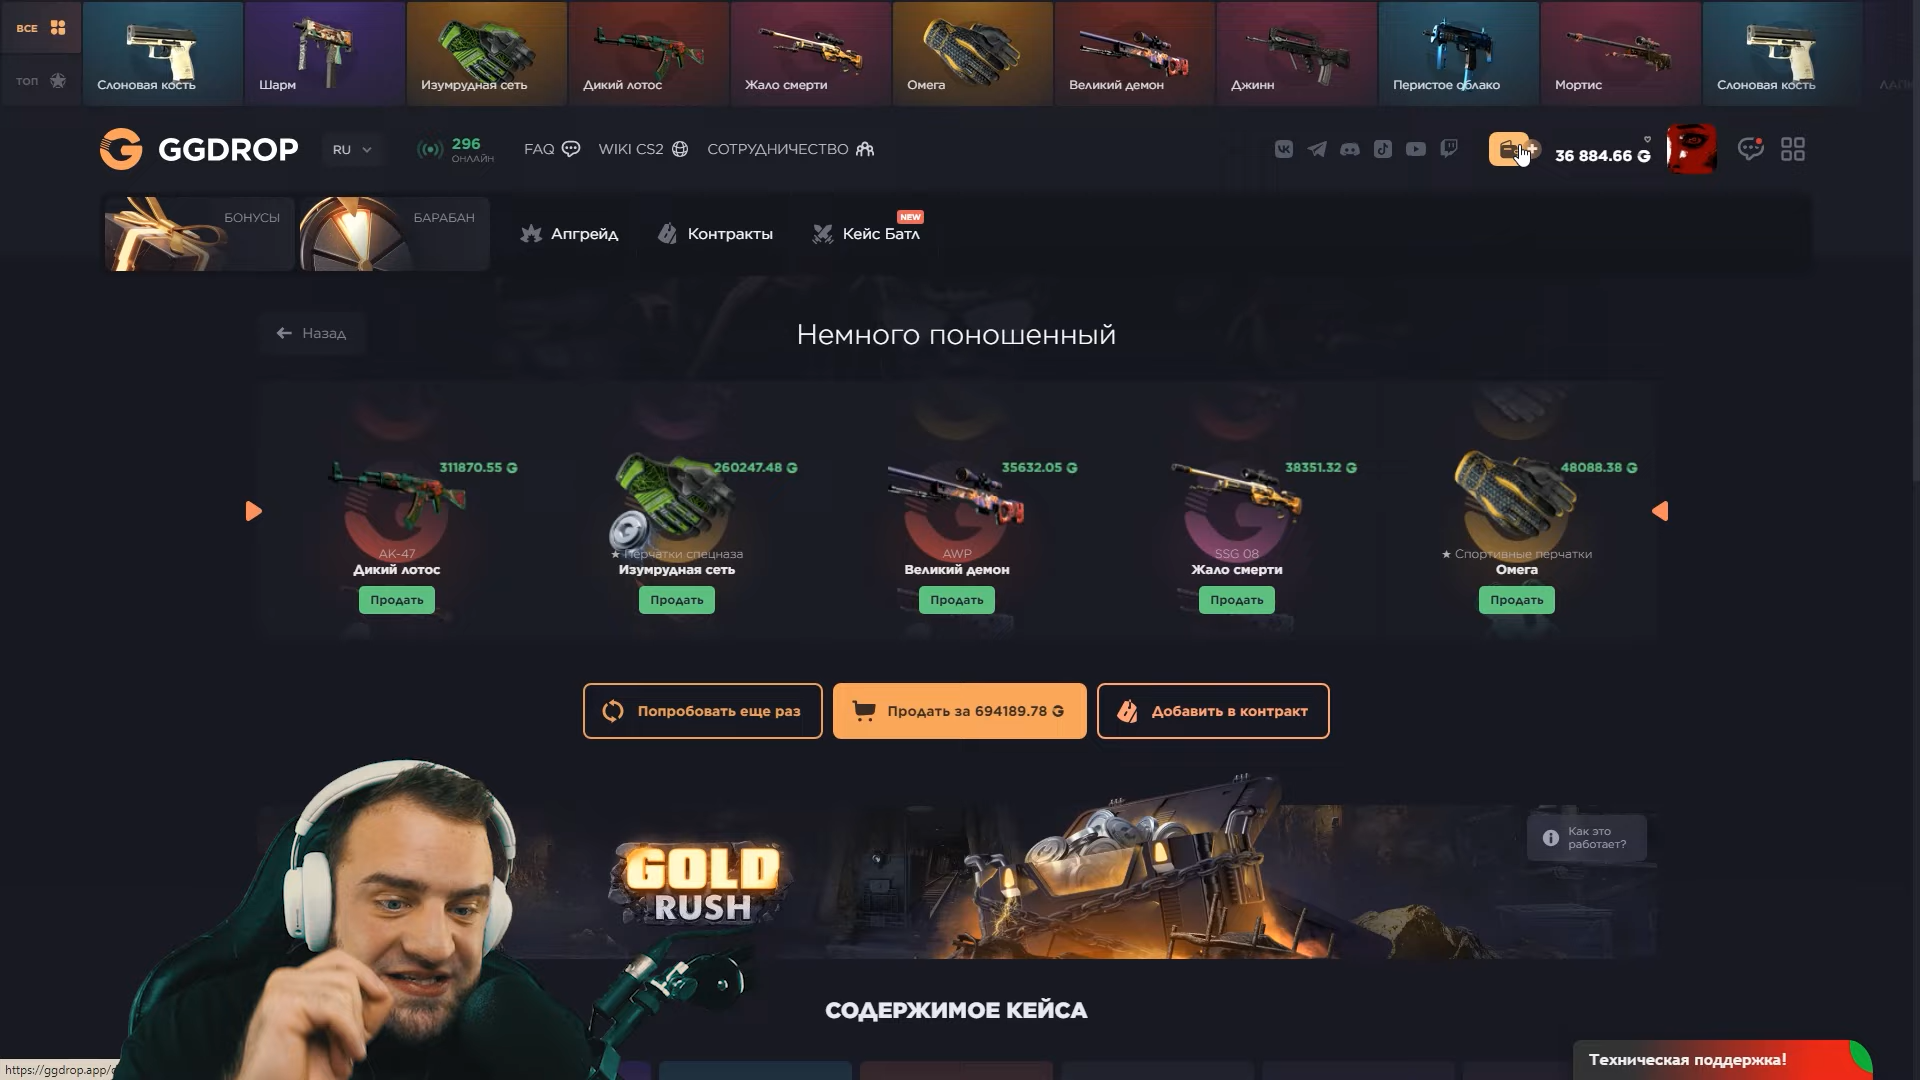 ВСЕ
ТОП
Слоновая кость
Шарм
Изумрудная сеть
Дикий лотос
Жало смерти
Омега
Великий демон
Джинн
Перистое облако
Мортис
Слоновая кость
GGDROP
RU
296
ОНЛАЙН
FAQ
WIKI CS2
СОТРУДНИЧЕСТВО
36 884.66 G
БОНУСЫ
БАРАБАН
Апгрейд
Контракты
Кейс Батл
NEW
Назад
Немного поношенный
311870.55 G
260247.48 G
35632.05 G
38351.32 G
48088.38 G
AK-47
★ Перчатки спецназа
AWP
SSG 08
★ Спортивные перчатки
Дикий лотос
Изумрудная сеть
Великий демон
Жало смерти
Омега
Продать
Продать
Продать
Продать
Продать
Попробовать еще раз
Продать за 694189.78 G
Добавить в контракт
GOLD
RUSH
Как это
работает?
СОДЕРЖИМОЕ КЕЙСА
Техническая поддержка!
https://ggdrop.app/